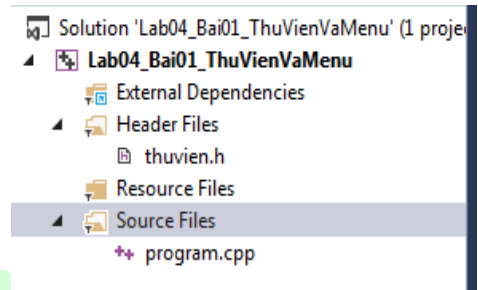 Solution 'Lab04_Bai01_ThuVienVaMenu' (1 proje
Lab04_Bai01_ThuVienVaMenu
External Dependencies
Header Files
thuvien.h
Resource Files
Source Files
program.cpp